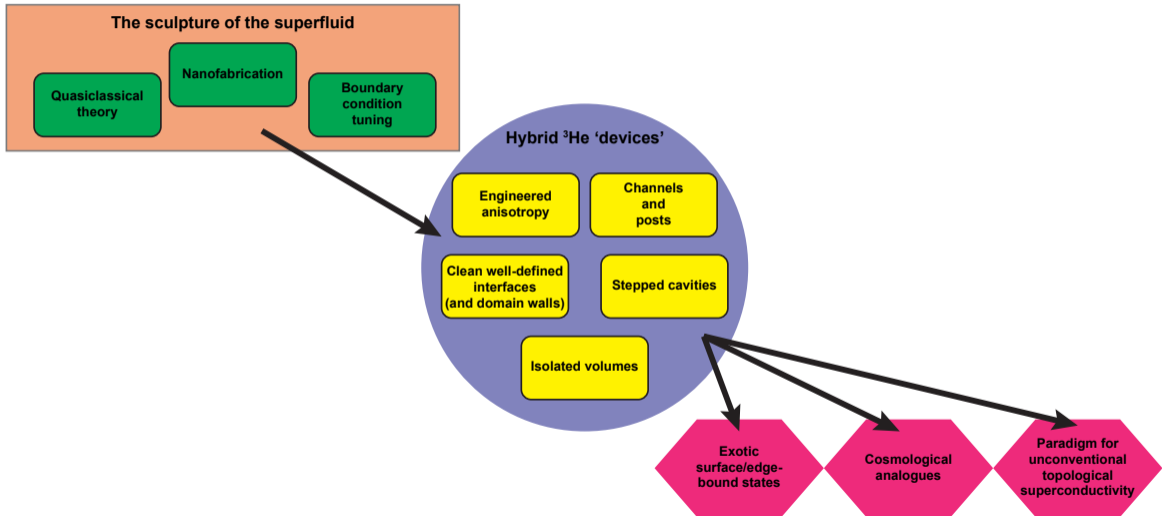 The sculpture of the superfluid
Quasiclassical
theory
Nanofabrication
Boundary
condition
tuning
Hybrid ³He ‘devices’
Engineered
anisotropy
Channels
and
posts
Clean well-defined
interfaces
(and domain walls)
Stepped cavities
Isolated volumes
Exotic
surface/edge-
bound states
Cosmological
analogues
Paradigm for
unconventional
topological
superconductivity